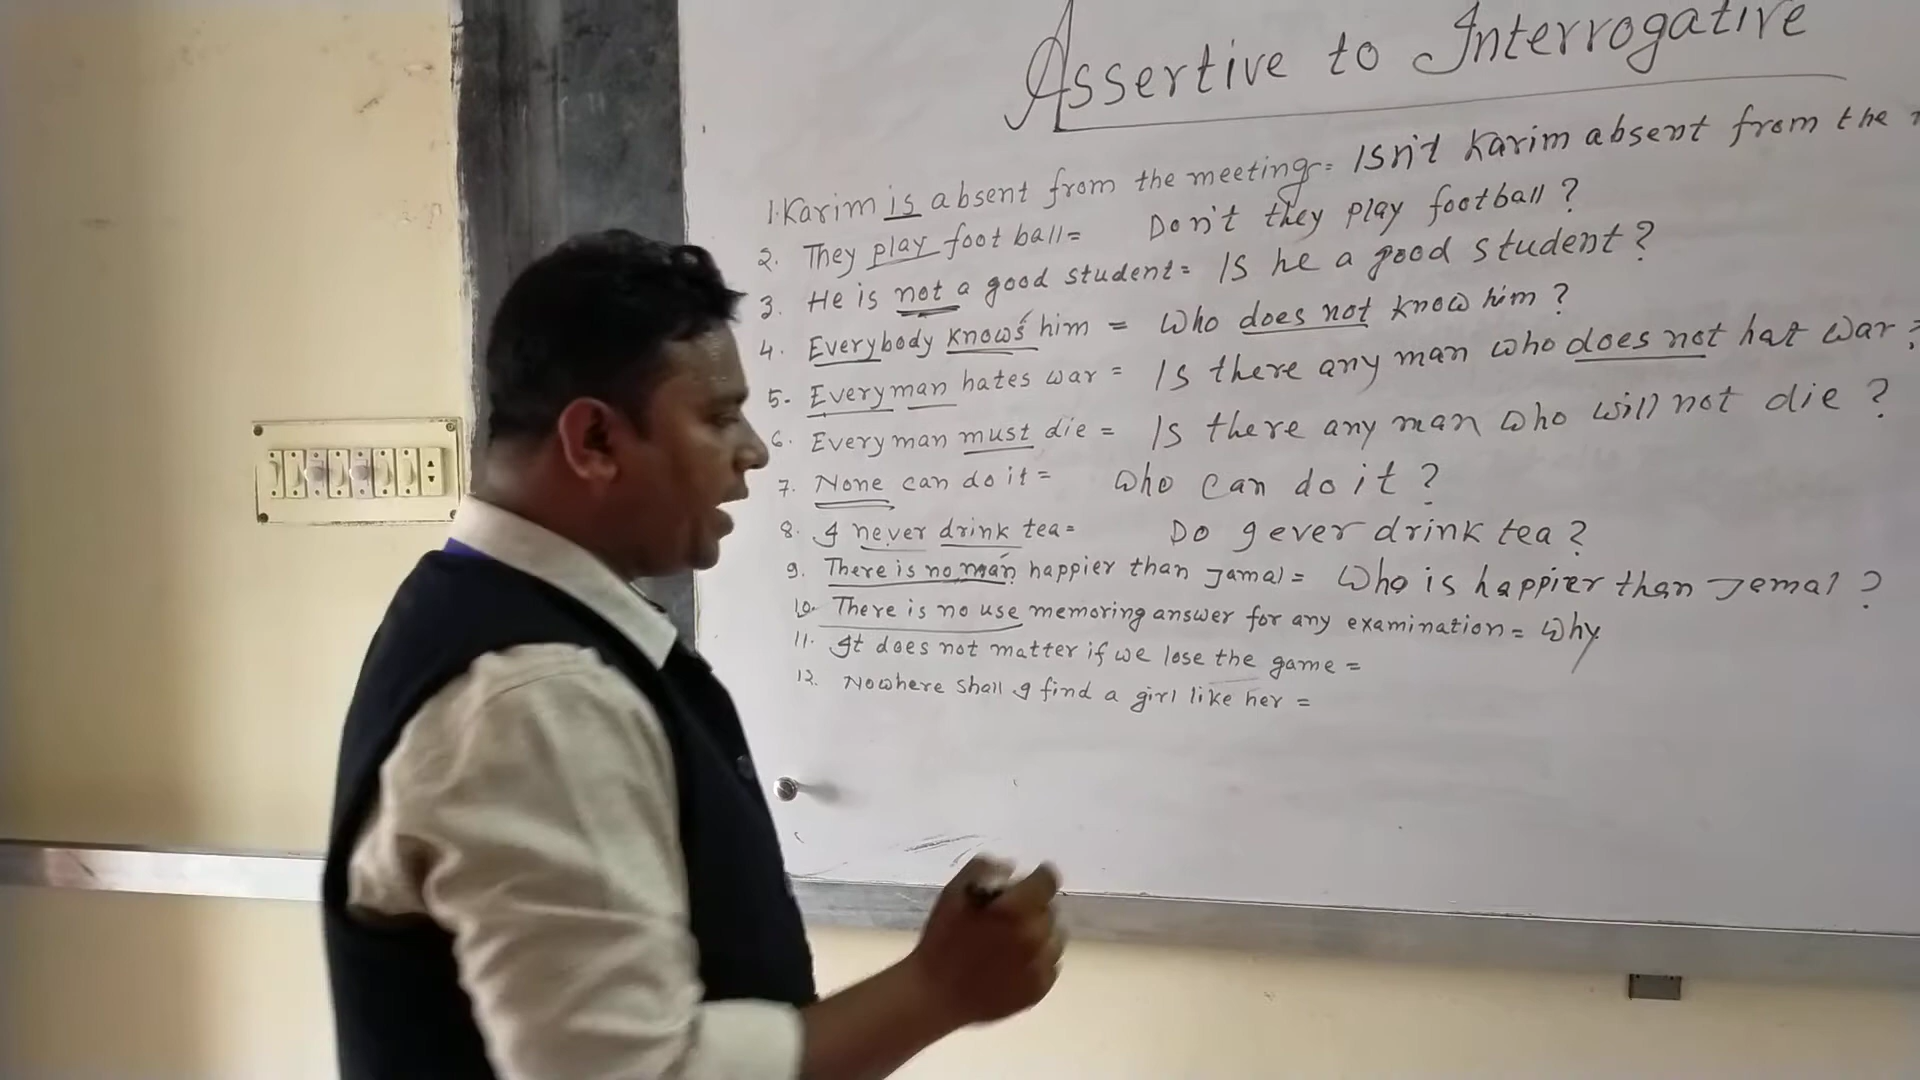 Assertive to Interrogative
1. Karim is absent from the meeting = Isn't Karim absent from the
2. They play foot ball = Don't they play football ?
3. He is not a good student = Is he a good student ?
4. Everybody knows him = Who does not know him ?
5. Every man hates war = Is there any man who does not hat war ?
6. Every man must die = Is there any man who will not die ?
7. None can do it = Who can do it ?
8. I never drink tea = Do I ever drink tea ?
9. There is no man happier than Jamal = Who is happier than Jemal ?
10. There is no use memoring answer for any examination = Why
11. It does not matter if we lose the game =
12. Nowhere shall I find a girl like her =